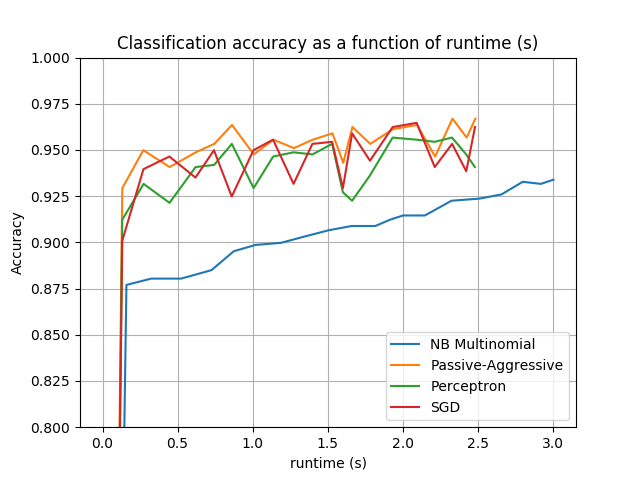 Classification accuracy as a function of runtime (s)
1.000
0.975
0.950
0.925
0.900
0.875
0.850
0.825
0.800
Accuracy
NB Multinomial
Passive-Aggressive
Perceptron
SGD
0.0 0.5 1.0 1.5 2.0 2.5 3.0
runtime (s)